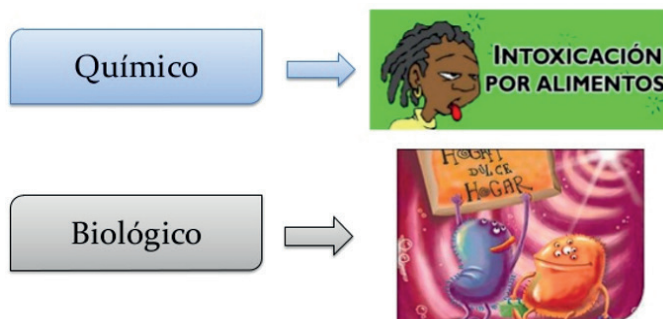 Químico
INTOXICACIÓN
POR ALIMENTOS
Biológico
HOGAR
DULCE
HOGAR